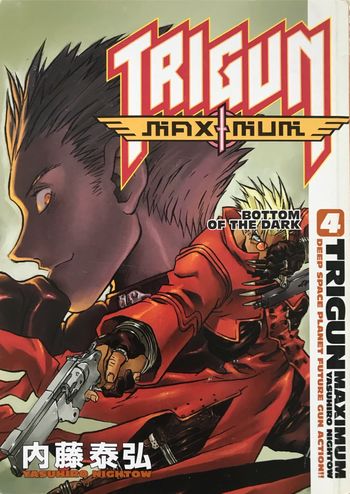 TRIGUN
MAXIMUM
BOTTOM
OF THE DARK
4
TRIGUN MAXIMUM
YASUHIRO NIGHTOW
DEEP SPACE PLANET FUTURE GUN ACTION!!
内藤泰弘
YASUHIRO NIGHTOW